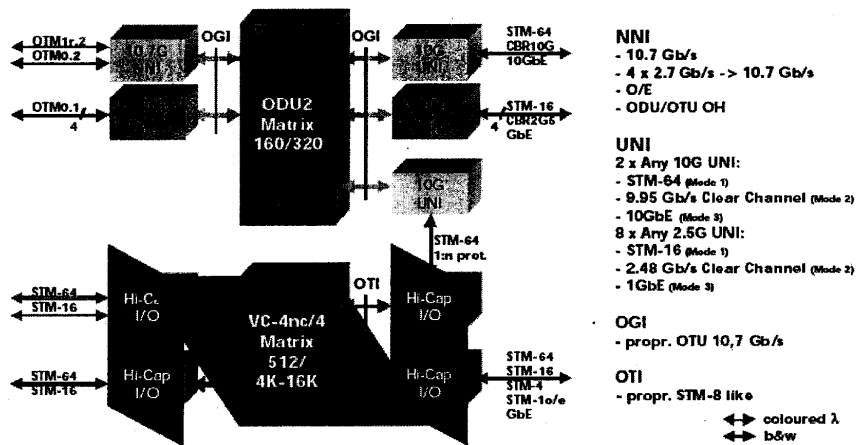 OTM1r.2
OTM0.2
10.7G
NNI
OGI
OGI
10G
UNI
STM-64
CBR10G
10GbE
OTM0.1
4
ODU2
Matrix
160/320
4
STM-16
CBR2G5
GbE
10G
UNI
STM-64
1:n prot.
STM-64
STM-16
Hi-Ca
I/O
OTI
VC-4nc/4
Matrix
512/
4K-16K
Hi-Cap
I/O
STM-64
STM-16
Hi-Cap
I/O
Hi-Cap
I/O
STM-64
STM-16
STM-4
STM-1o/e
GbE
NNI
- 10.7 Gb/s
- 4 x 2.7 Gb/s -> 10.7 Gb/s
- O/E
- ODU/OTU OH
UNI
2 x Any 10G UNI:
- STM-64 (Mode 1)
- 9.95 Gb/s Clear Channel (Mode 2)
- 10GbE (Mode 3)
8 x Any 2.5G UNI:
- STM-16 (Mode 1)
- 2.48 Gb/s Clear Channel (Mode 2)
- 1GbE (Mode 3)
OGI
- propr. OTU 10,7 Gb/s
OTI
- propr. STM-8 like
coloured λ
b&w